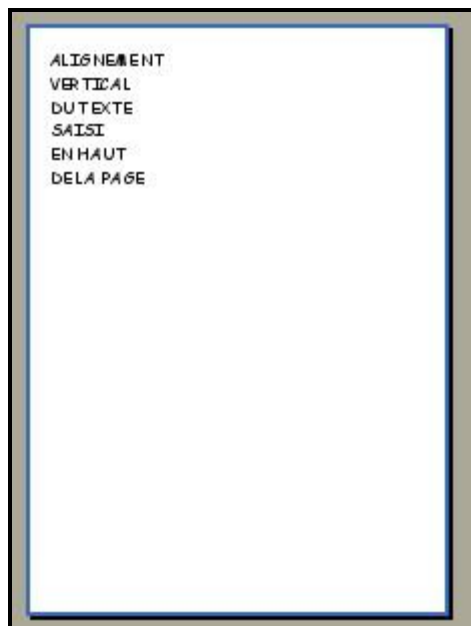 ALIGNEMENT
VERTICAL
DU TEXTE
SAISI
EN HAUT
DE LA PAGE